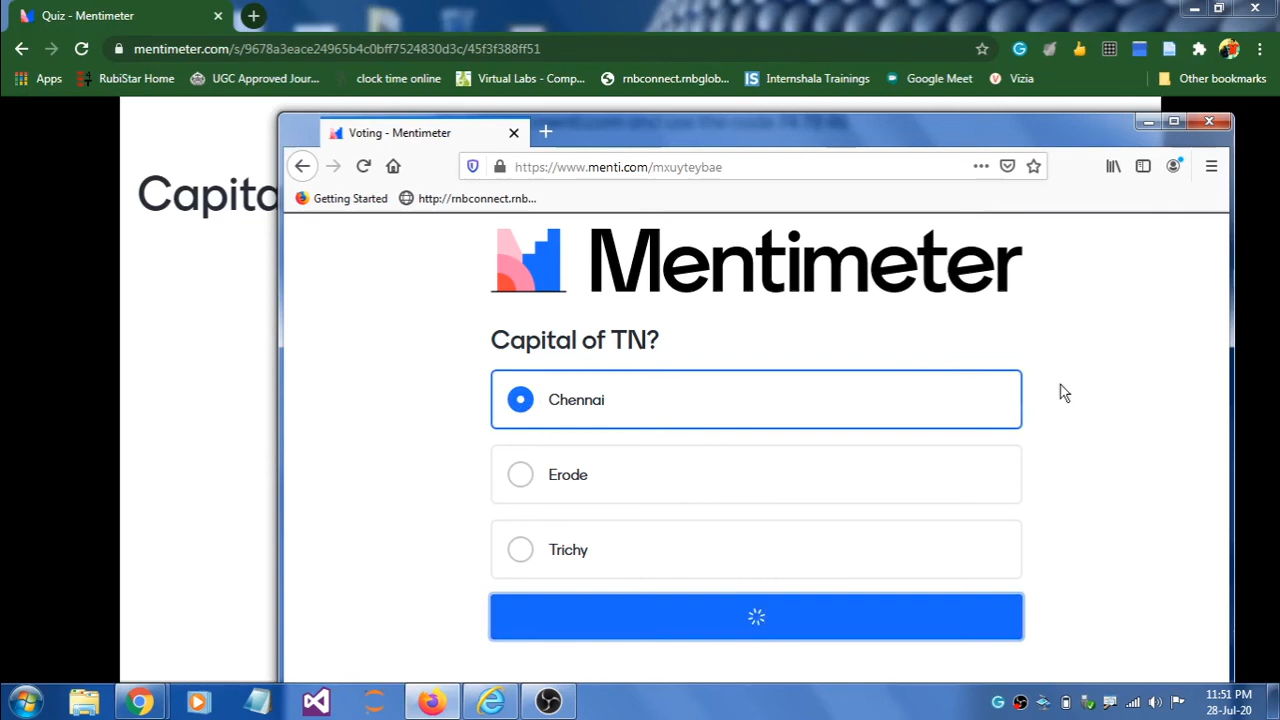 Quiz - Mentimeter
mentimeter.com/s/9678a3eace24965b4c0bff7524830d3c/45f3f388ff51
Apps
RubiStar Home
UGC Approved Jour...
clock time online
Virtual Labs - Comp...
rnbconnect.rnbglob...
Internshala Trainings
Google Meet
Vizia
Other bookmarks
Voting - Mentimeter
https://www.menti.com/mxuyteybae
Getting Started
http://rnbconnect.rnb...
Capita
Mentimeter
Capital of TN?
Chennai
Erode
Trichy
11:51 PM
28-Jul-20